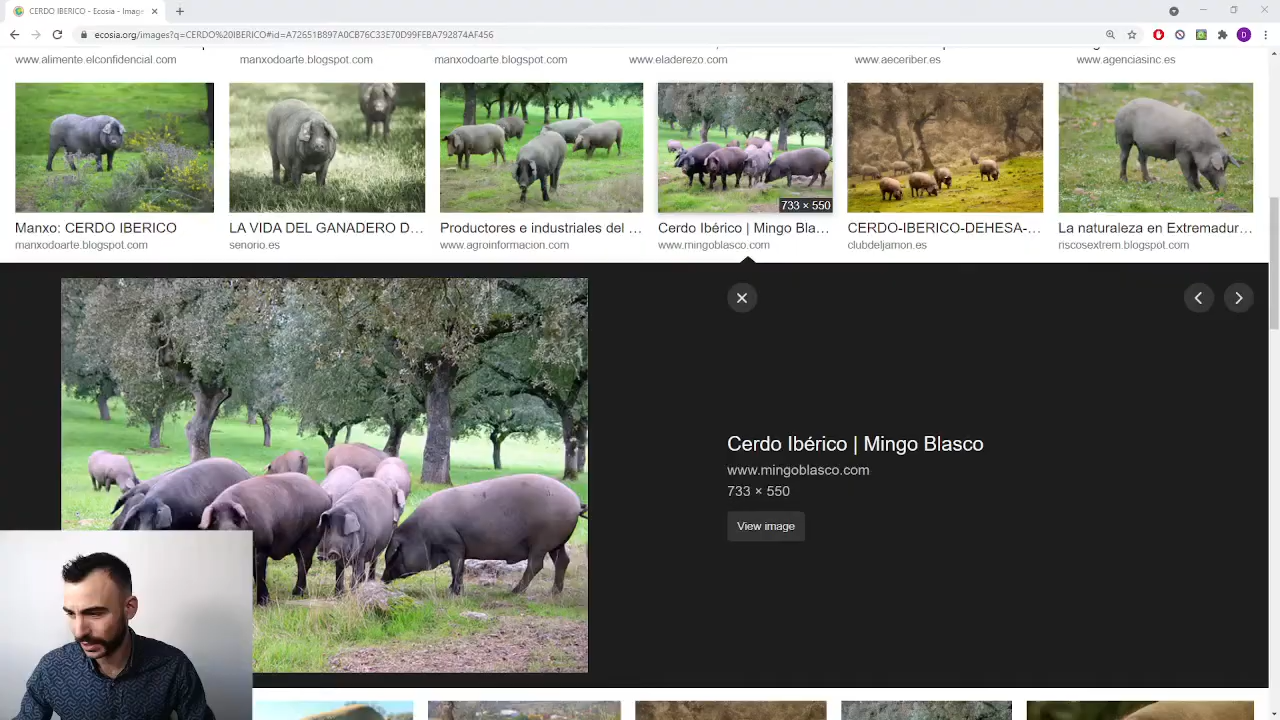 CERDO IBERICO - Ecosia - Image
ecosia.org/images?q=CERDO%20IBERICO#id=A72651B897A0CB76C33E70D99FEBA792874AF456
D
www.alimente.elconfidencial.com
manxodoarte.blogspot.com
manxodoarte.blogspot.com
www.eladerezo.com
www.aeceriber.es
www.agenciasinc.es
733 × 550
Manxo: CERDO IBERICO
manxodoarte.blogspot.com
LA VIDA DEL GANADERO D...
senorio.es
Productores e industriales del ...
www.agroinformacion.com
Cerdo Ibérico | Mingo Bla...
www.mingoblasco.com
CERDO-IBERICO-DEHESA-...
clubdeljamon.es
La naturaleza en Extremadur...
riscosextrem.blogspot.com
Cerdo Ibérico | Mingo Blasco
www.mingoblasco.com
733 × 550
View image